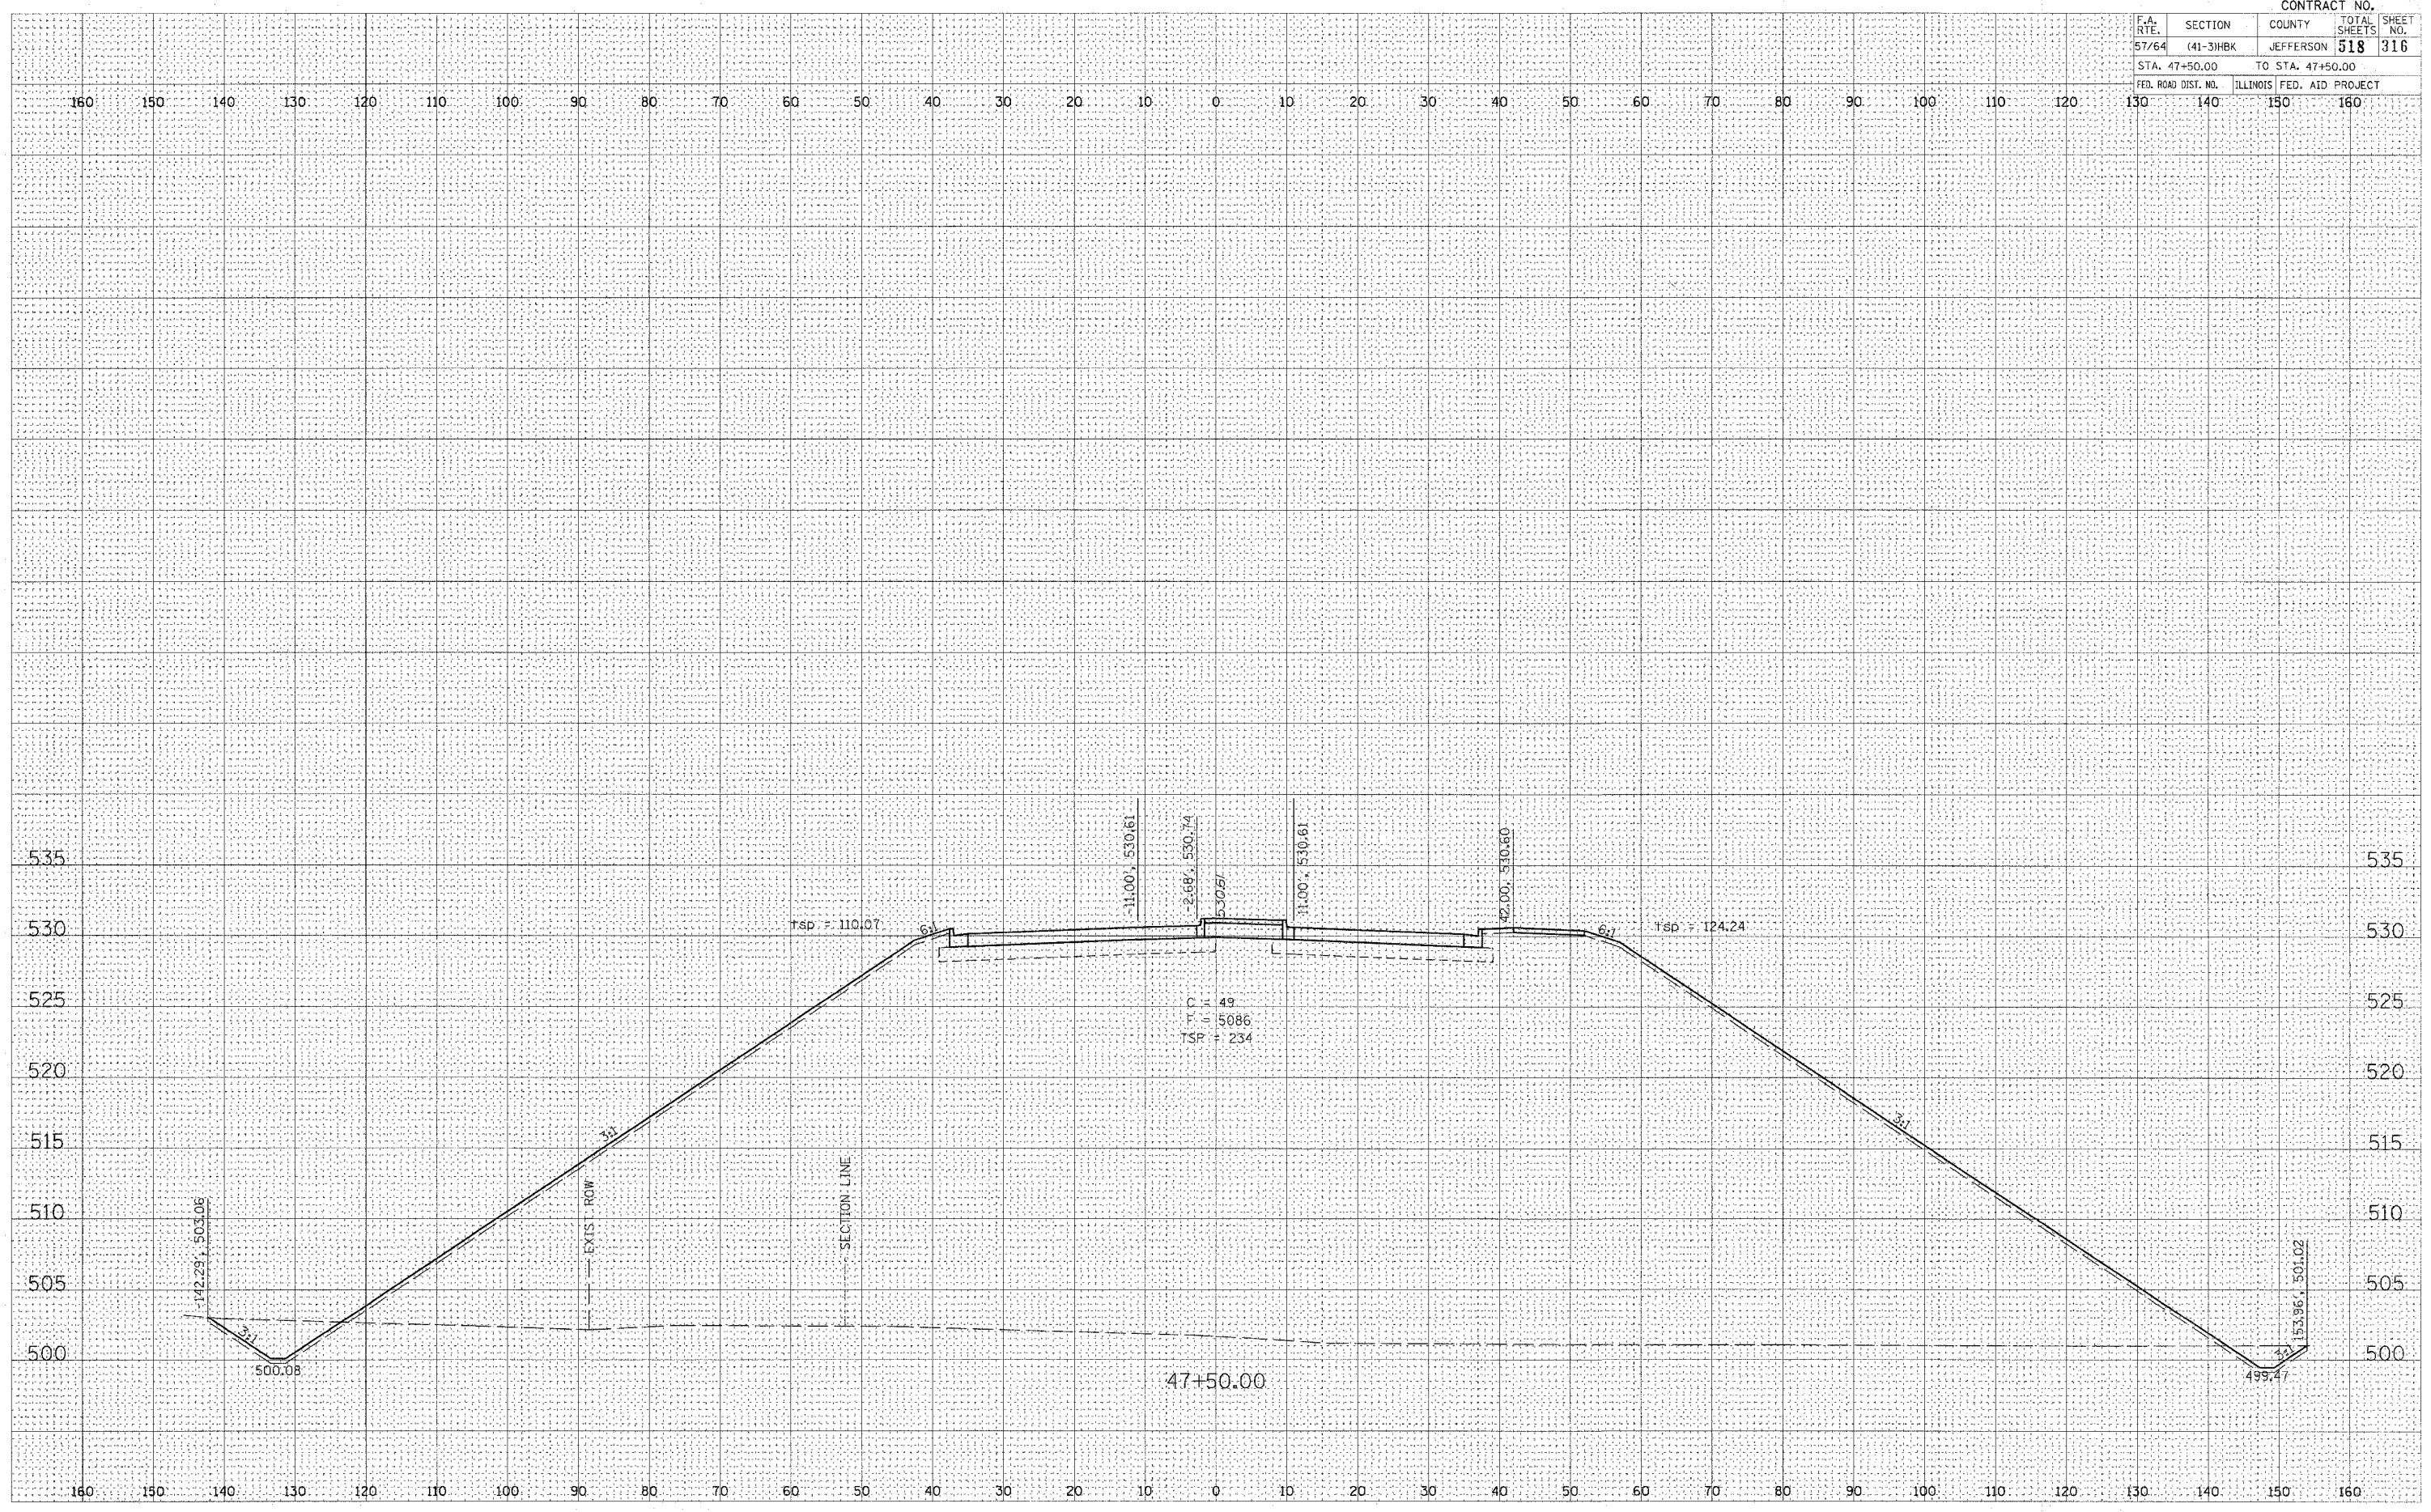 CONTRACT NO.
F.A. RTE. SECTION COUNTY TOTAL SHEETS SHEET NO.
57/64 (41-3)HBK JEFFERSON 518 316
STA. 47+50.00 TO STA. 47+50.00
FED. ROAD DIST. NO. ILLINOIS FED. AID PROJECT
160 150 140 130 120 110 100 90 80 70 60 50 40 30 20 10 0 10 20 30 40 50 60 70 80 90 100 110 120 130 140 150 160
-11.00', 530.61
-2.68', 530.74
530.61
11.00', 530.61
42.00, 530.60
535 535
tsp = 110.07
6:1
6:1
tsp = 124.24
530 530
525 525
C = 49
F = 5086
TSP = 234
520 520
3:1
3:1
515 515
EXIS ROW
SECTION LINE
510 510
-142.29', 503.06
153.96', 501.02
505 505
3:1
3:1
500 500
500.08
499.47
47+50.00
160 150 140 130 120 110 100 90 80 70 60 50 40 30 20 10 0 10 20 30 40 50 60 70 80 90 100 110 120 130 140 150 160